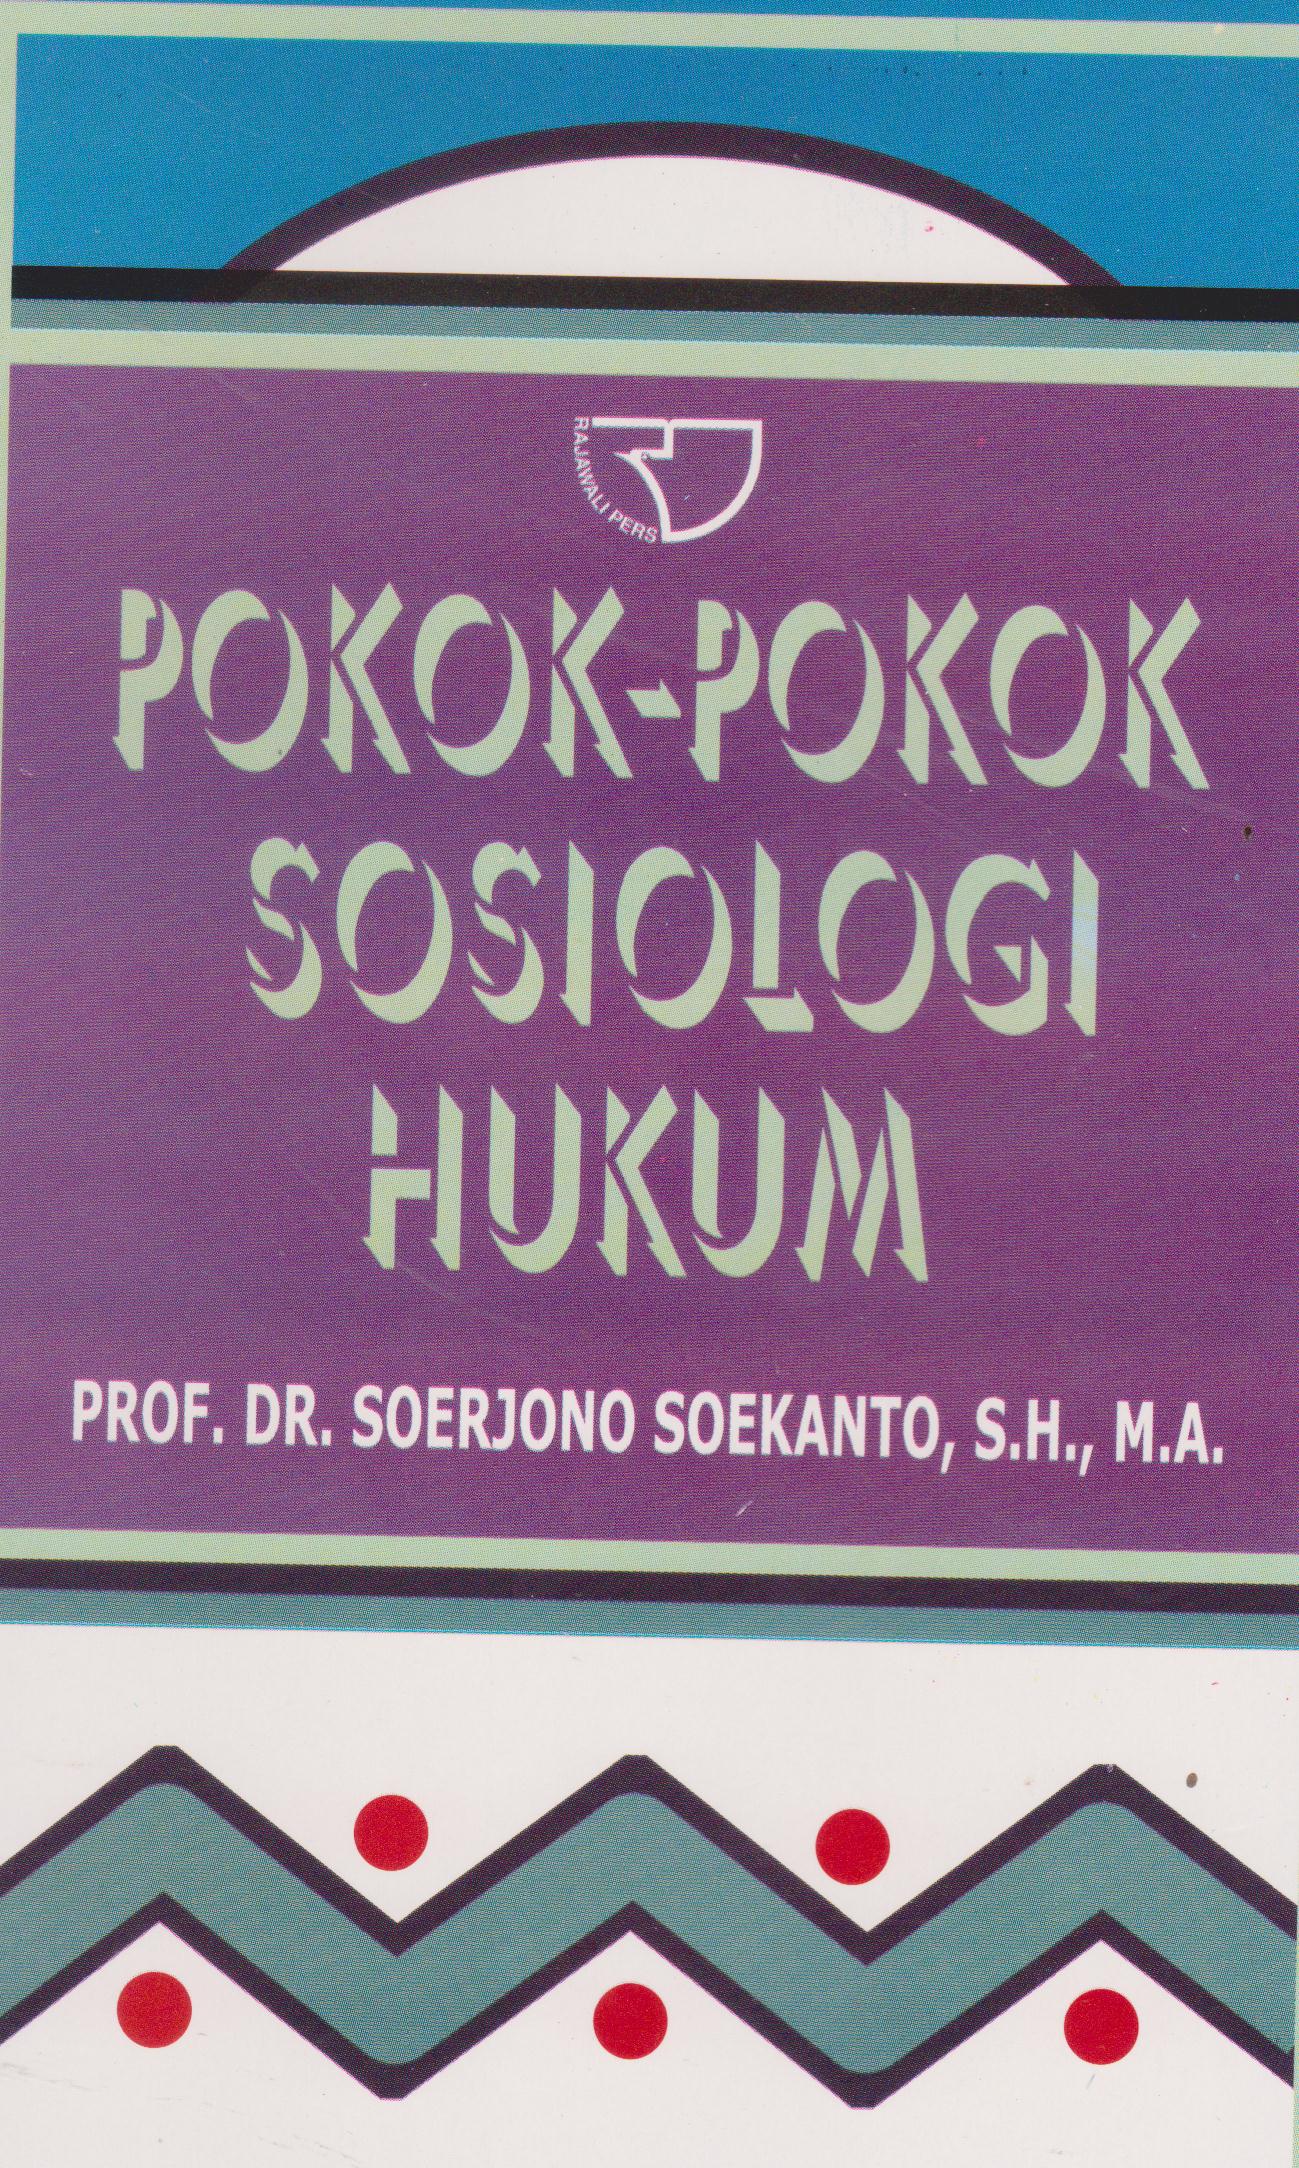 RAJAWALI PERS
POKOK-POKOK
SOSIOLOGI
HUKUM
PROF. DR. SOERJONO SOEKANTO, S.H., M.A.